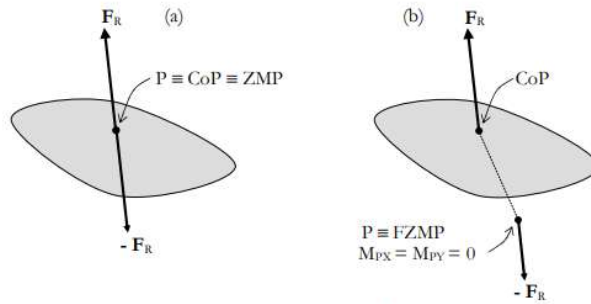 F_R
(a)
P ≡ CoP ≡ ZMP
- F_R
(b)
F_R
CoP
P ≡ FZMP
M_PX = M_PY = 0
- F_R